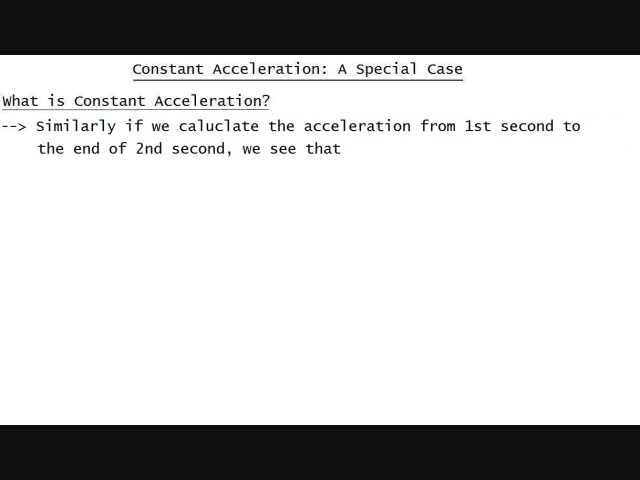 Constant Acceleration: A Special Case
What is Constant Acceleration?
--> Similarly if we caluclate the acceleration from 1st second to
the end of 2nd second, we see that